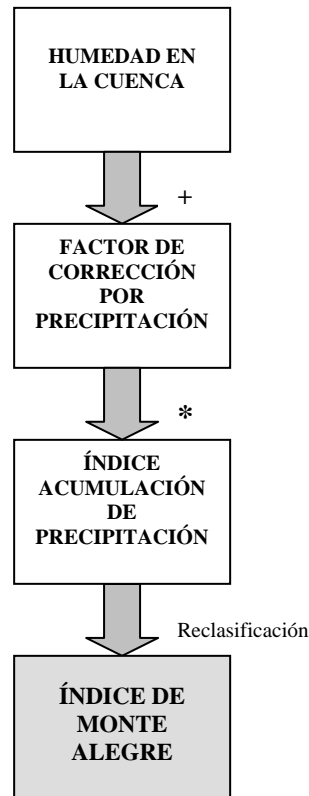 HUMEDAD EN
LA CUENCA
+
FACTOR DE
CORRECCIÓN
POR
PRECIPITACIÓN
*
ÍNDICE
ACUMULACIÓN
DE
PRECIPITACIÓN
Reclasificación
ÍNDICE DE
MONTE
ALEGRE